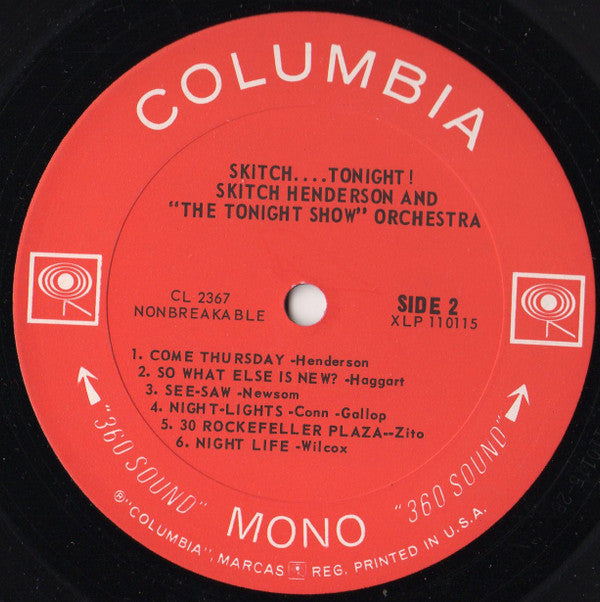 COLUMBIA
SKITCH....TONIGHT!
SKITCH HENDERSON AND
"THE TONIGHT SHOW" ORCHESTRA
CL 2367
NONBREAKABLE
SIDE 2
XLP 110115
1. COME THURSDAY -Henderson
2. SO WHAT ELSE IS NEW? -Haggart
3. SEE-SAW -Newsom
4. NIGHT-LIGHTS -Conn -Gallop
5. 30 ROCKEFELLER PLAZA--Zito
6. NIGHT LIFE -Wilcox
"360 SOUND"
"360 SOUND"
MONO
®"COLUMBIA", MARCAS REG. PRINTED IN U.S.A.